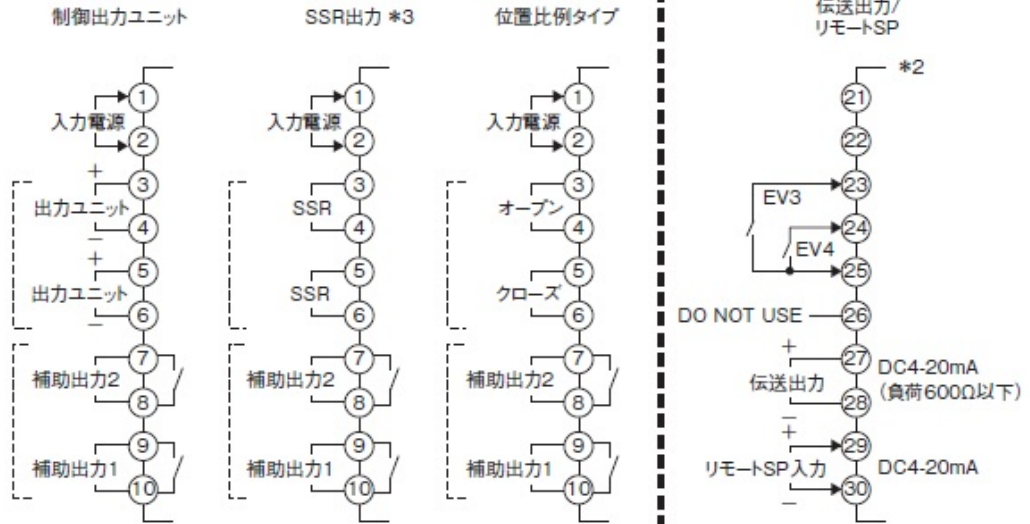 制御出力ユニット
1
入力電源
2
+
3
出力ユニット
4
−
+
5
出力ユニット
6
−
7
補助出力2
8
9
補助出力1
10
SSR出力 *3
1
入力電源
2
3
SSR
4
5
SSR
6
7
補助出力2
8
9
補助出力1
10
位置比例タイプ
1
入力電源
2
3
オープン
4
5
クローズ
6
7
補助出力2
8
9
補助出力1
10
伝送出力/
リモートSP
*2
21
22
23
EV3
24
EV4
25
DO NOT USE
26
+
27
DC4-20mA
伝送出力
(負荷600Ω以下)
28
−
+
29
リモートSP入力
DC4-20mA
30
−